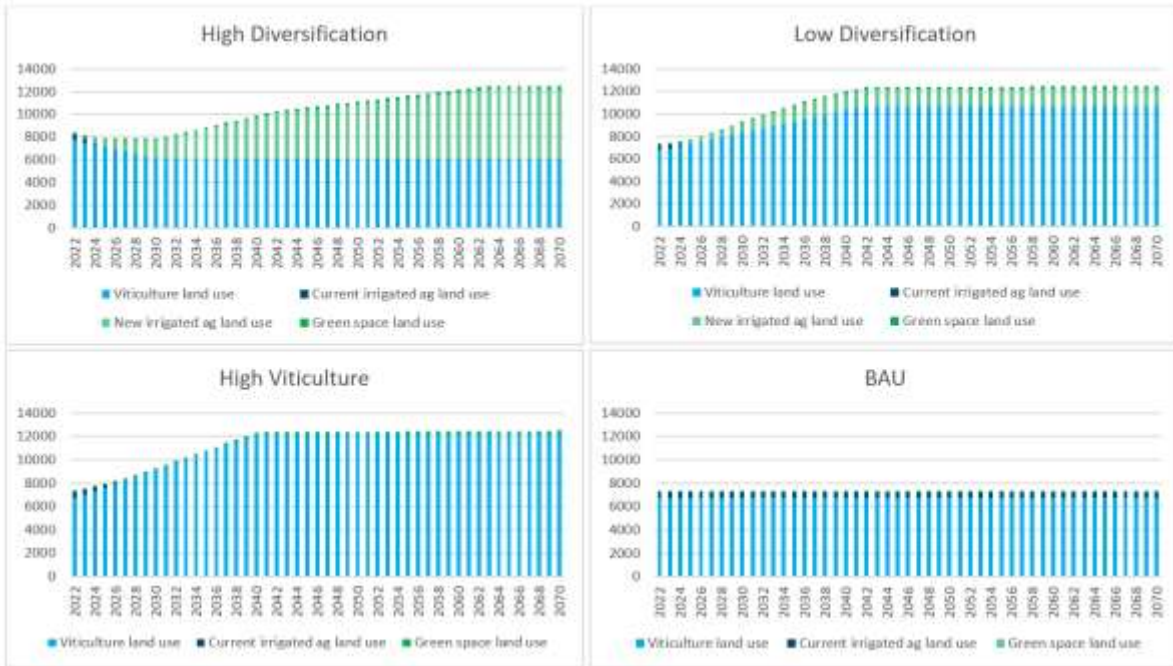 High Diversification
14000
12000
10000
8000
6000
4000
2000
0
2022 2024 2026 2028 2030 2032 2034 2036 2038 2040 2042 2044 2046 2048 2050 2052 2054 2056 2058 2060 2062 2064 2066 2068 2070
Viticulture land use Current irrigated ag land use
New irrigated ag land use Green space land use
Low Diversification
14000
12000
10000
8000
6000
4000
2000
0
2022 2024 2026 2028 2030 2032 2034 2036 2038 2040 2042 2044 2046 2048 2050 2052 2054 2056 2058 2060 2062 2064 2066 2068 2070
Viticulture land use Current irrigated ag land use
New irrigated ag land use Green space land use
High Viticulture
14000
12000
10000
8000
6000
4000
2000
0
2022 2024 2026 2028 2030 2032 2034 2036 2038 2040 2042 2044 2046 2048 2050 2052 2054 2056 2058 2060 2062 2064 2066 2068 2070
Viticulture land use Current irrigated ag land use Green space land use
BAU
14000
12000
10000
8000
6000
4000
2000
0
2022 2024 2026 2028 2030 2032 2034 2036 2038 2040 2042 2044 2046 2048 2050 2052 2054 2056 2058 2060 2062 2064 2066 2068 2070
Viticulture land use Current irrigated ag land use Green space land use